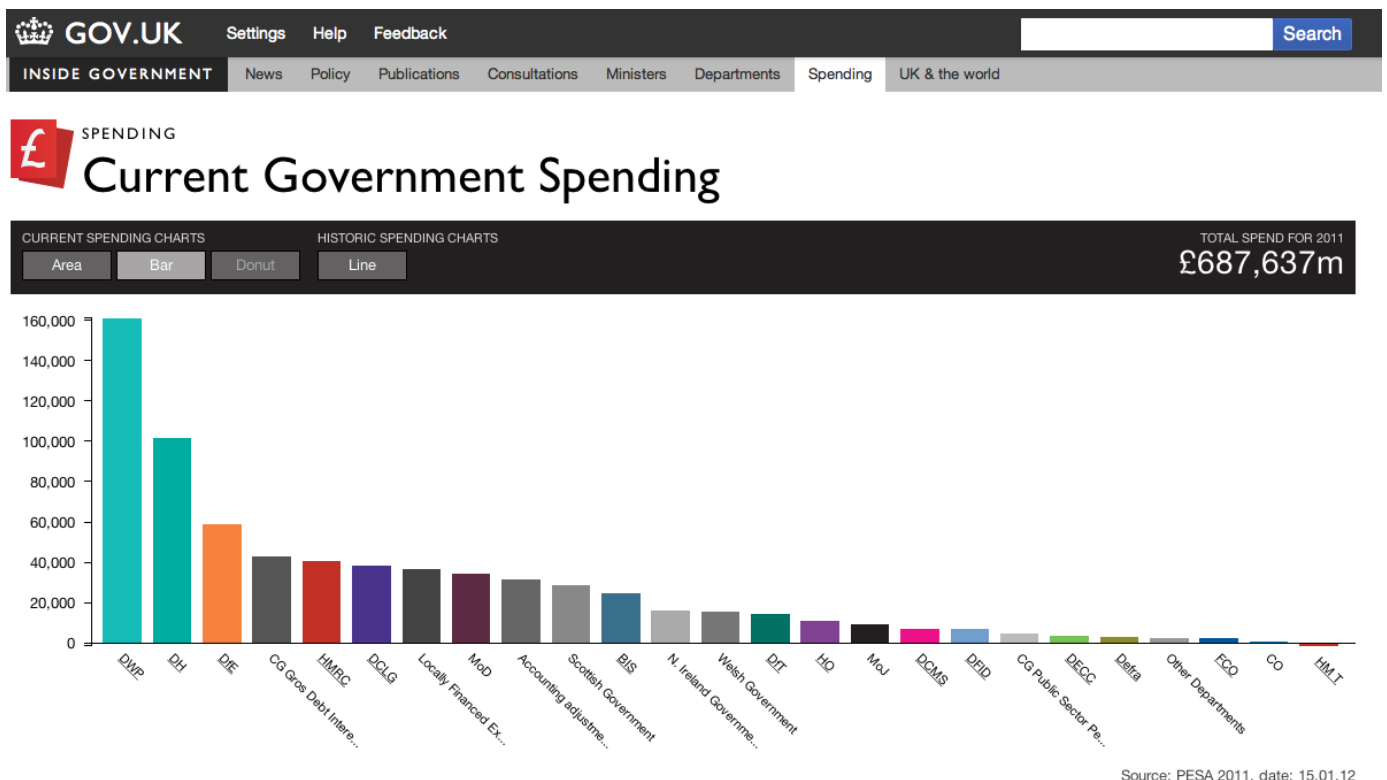 GOV.UK Settings Help Feedback Search
INSIDE GOVERNMENT News Policy Publications Consultations Ministers Departments Spending UK & the world
£ SPENDING
Current Government Spending
CURRENT SPENDING CHARTS HISTORIC SPENDING CHARTS TOTAL SPEND FOR 2011
Area Bar Donut Line £687,637m
160,000
140,000
120,000
100,000
80,000
60,000
40,000
20,000
0
DWP
DH
DfE
CG Gros Debt Intere...
HMRC
DCLG
Locally Financed Ex...
MoD
Accounting adjustme...
Scottish Government
BIS
N. Ireland Governme...
Welsh Government
DfT
HO
MoJ
DCMS
DFID
CG Public Sector Pe...
DECC
Defra
Other Departments
FCO
CO
HM T
Source: PESA 2011, date: 15.01.12